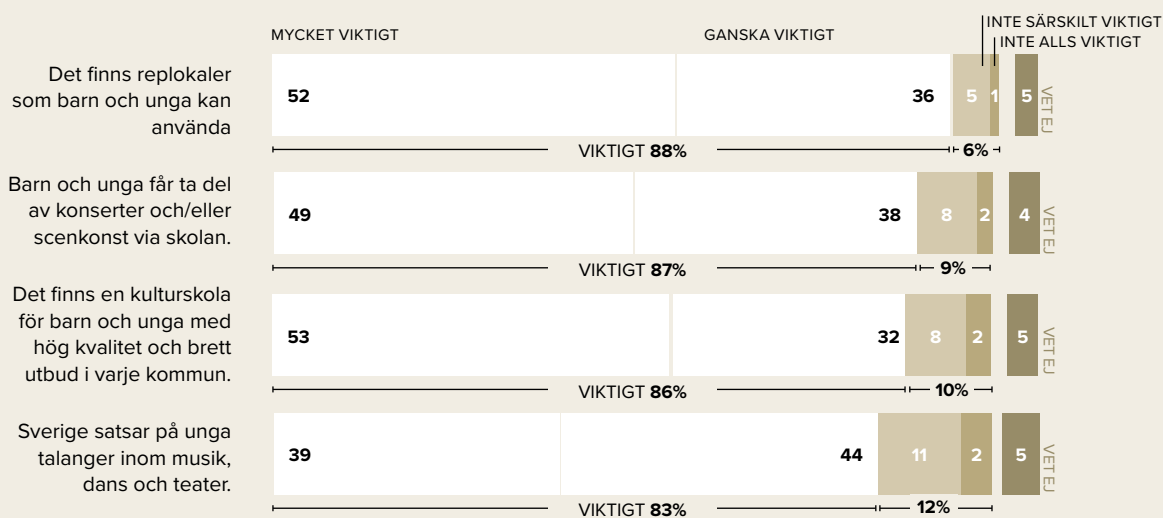 MYCKET VIKTIGT
GANSKA VIKTIGT
INTE SÄRSKILT VIKTIGT
INTE ALLS VIKTIGT
Det finns replokaler
som barn och unga kan
använda
52
36
5
1
5
VET EJ
VIKTIGT 88%
6%
Barn och unga får ta del
av konserter och/eller
scenkonst via skolan.
49
38
8
2
4
VET EJ
VIKTIGT 87%
9%
Det finns en kulturskola
för barn och unga med
hög kvalitet och brett
utbud i varje kommun.
53
32
8
2
5
VET EJ
VIKTIGT 86%
10%
Sverige satsar på unga
talanger inom musik,
dans och teater.
39
44
11
2
5
VET EJ
VIKTIGT 83%
12%